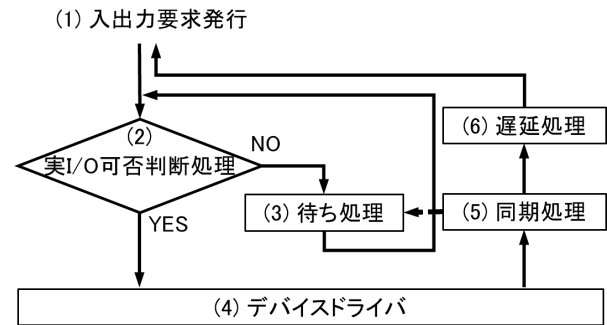 (1) 入出力要求発行
(2)
実I/O可否判断処理
NO
YES
(3) 待ち処理
(6) 遅延処理
(5) 同期処理
(4) デバイスドライバ